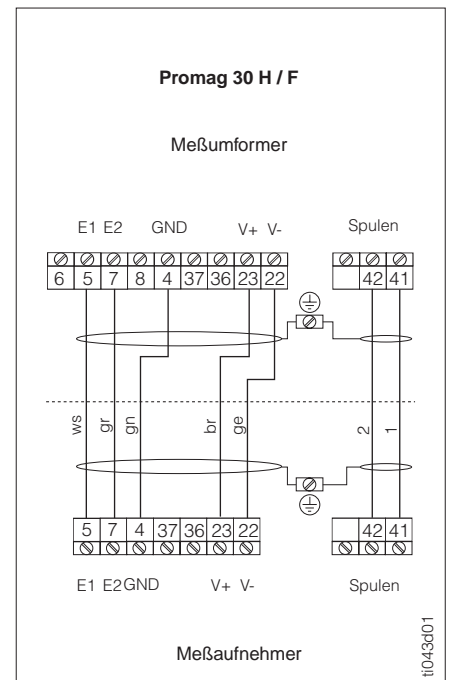 Promag 30 H / F
Meßumformer
E1 E2 GND V+ V- Spulen
6 5 7 8 4 37 36 23 22 42 41
ws gr gn br ge 2 1
5 7 4 37 36 23 22 42 41
E1 E2 GND V+ V- Spulen
Meßaufnehmer
ti043d01